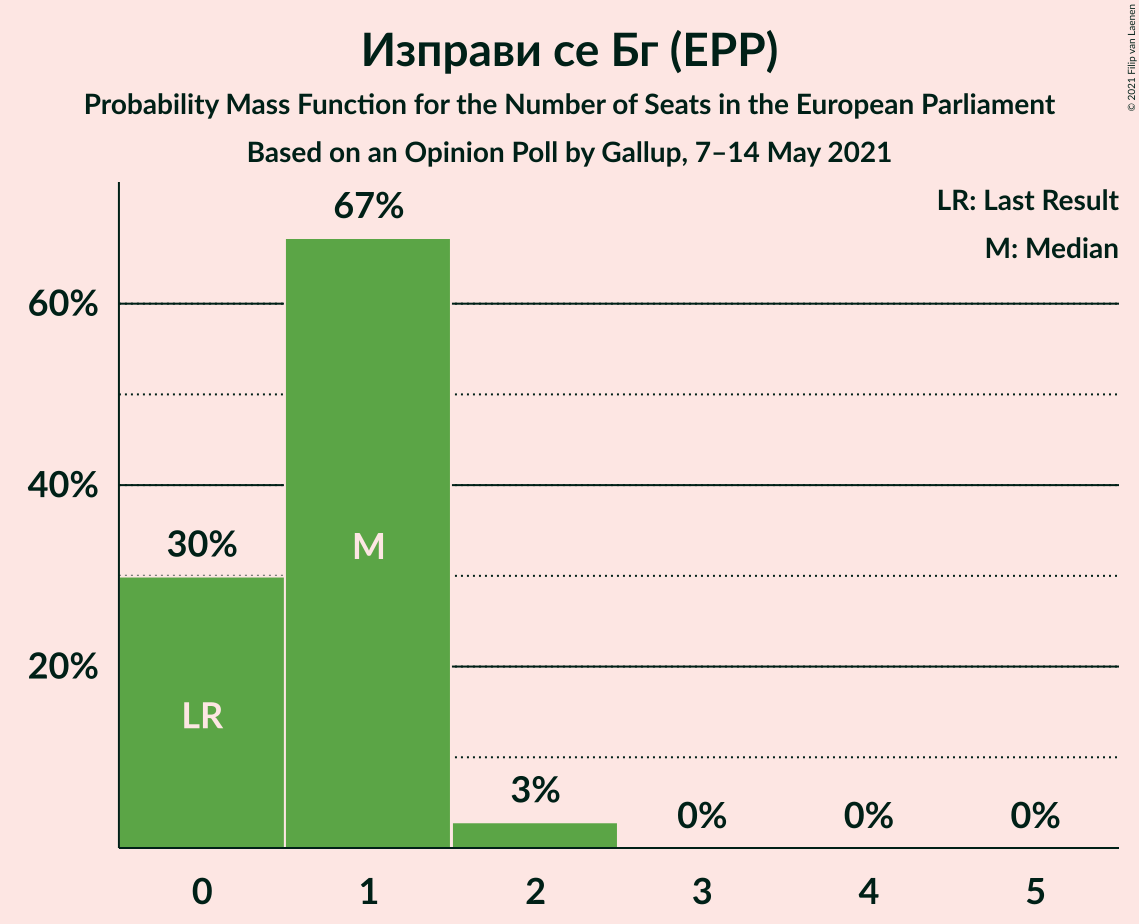 Изправи се Бг (EPP)
Probability Mass Function for the Number of Seats in the European Parliament
Based on an Opinion Poll by Gallup, 7–14 May 2021
© 2021 Filip van Laenen
LR: Last Result
M: Median
67%
60%
40%
30%
M
20%
LR
3%
0%
0%
0%
0
1
2
3
4
5